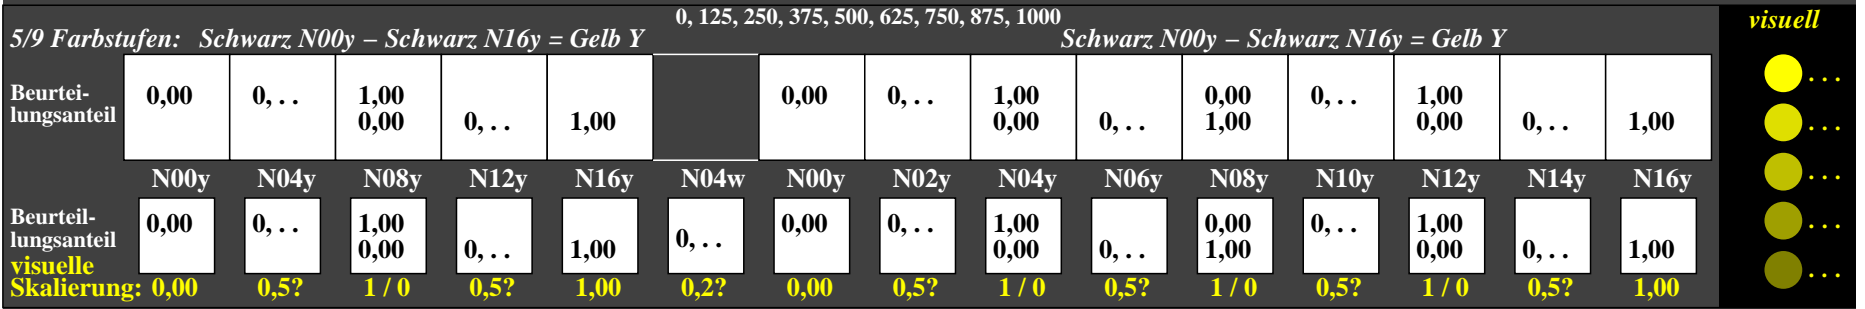 0, 125, 250, 375, 500, 625, 750, 875, 1000
visuell
5/9 Farbstufen: Schwarz N00y – Schwarz N16y = Gelb Y
Schwarz N00y – Schwarz N16y = Gelb Y
Beurtei-
lungsanteil
0,00 0, . . 1,00 0,00 0, . . 1,00 0,00 0, . . 1,00
0,00 0, . . 1,00 0,00 0, . . 1,00 0,00 0, . . 1,00
N00y N04y N08y N12y N16y N04w N00y N02y N04y N06y N08y N10y N12y N14y N16y
Beurteil-
lungsanteil
0,00 0, . . 1,00 0,00 0, . . 1,00 0,00 0, . . 1,00
0,00 0, . . 1,00 0, . . 0,00 0, . . 1,00 0,00 0, . . 1,00
visuelle
Skalierung: 0,00 0,5? 1 / 0 0,5? 1,00 0,2? 0,00 0,5? 1 / 0 0,5? 1 / 0 0,5? 1 / 0 0,5? 1,00
. . .
. . .
. . .
. . .
. . .